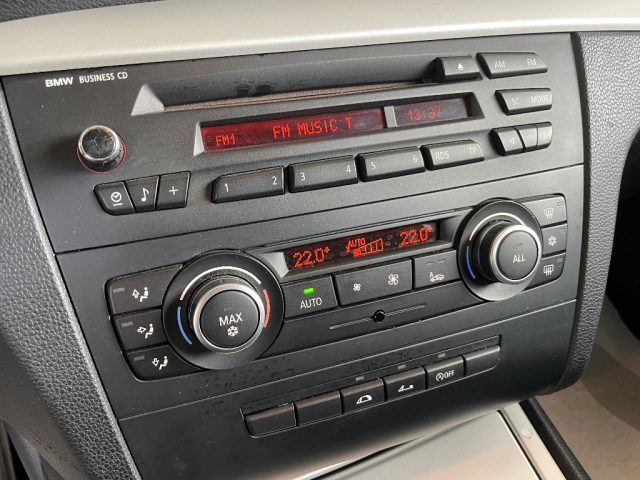 BMW BUSINESS CD
AM FM
FM1 FM MUSIC T 13:37
SC MODE
1 2 3 4 5 6 RDS TP
22.0° AUTO 22.0°
MAX AUTO ALL
OFF